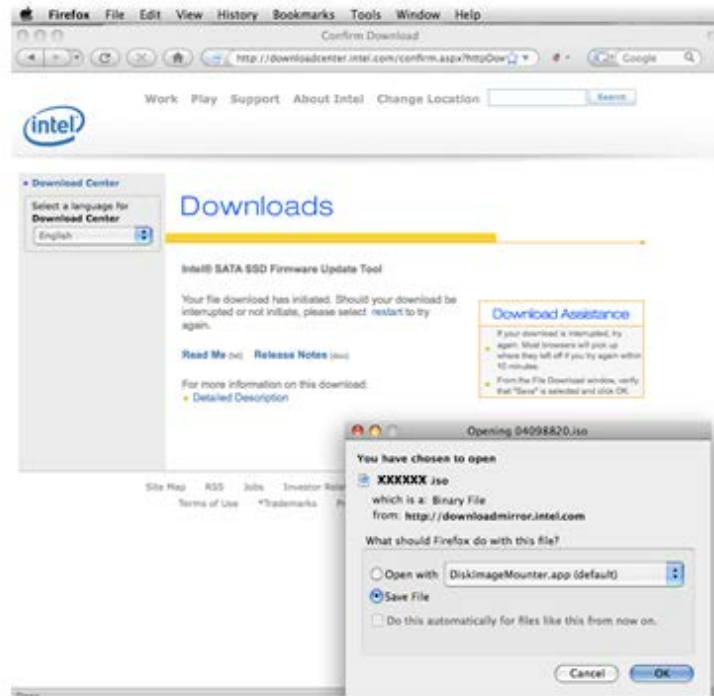 Firefox File Edit View History Bookmarks Tools Window Help
Confirm Download
http://downloadcenter.intel.com/confirm.aspx?httpDow
Google
Work Play Support About Intel Change Location
Search
intel
Download Center
Select a language for
Download Center
English
Downloads
Intel® SATA SSD Firmware Update Tool
Your file download has initiated. Should your download be
interrupted or not initiate, please select restart to try
again.
Read Me (txt) Release Notes (docx)
For more information on this download:
Detailed Description
Download Assistance
If your download is interrupted, try
again. Most browsers will pick up
where they left off if you try again within
10 minutes.
From the File Download window, verify
that "Save" is selected and click OK.
Site Map RSS Jobs Investor
Terms of Use *Trademarks
Opening 04098820.iso
You have chosen to open
XXXXXX .iso
which is a: Binary File
from: http://downloadmirror.intel.com
What should Firefox do with this file?
Open with DiskImageMounter.app (default)
Save File
Do this automatically for files like this from now on.
Cancel OK